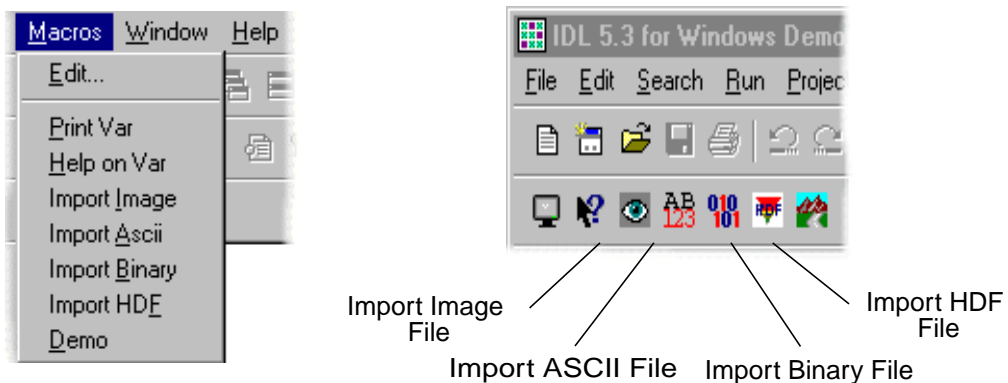 Macros Window Help
Edit...
Print Var
Help on Var
Import Image
Import Ascii
Import Binary
Import HDF
Demo
IDL 5.3 for Windows Demo
File Edit Search Run Projec
AB
123
010
101
HDF
Import Image
File
Import ASCII File
Import Binary File
Import HDF
File